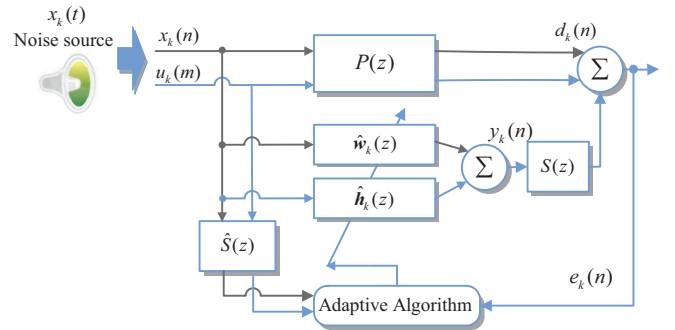 x_k(t)
Noise source
x_k(n)
u_k(m)
P(z)
d_k(n)
Σ
ŵ_k(z)
ĥ_k(z)
Σ
y_k(n)
S(z)
Ŝ(z)
e_k(n)
Adaptive Algorithm